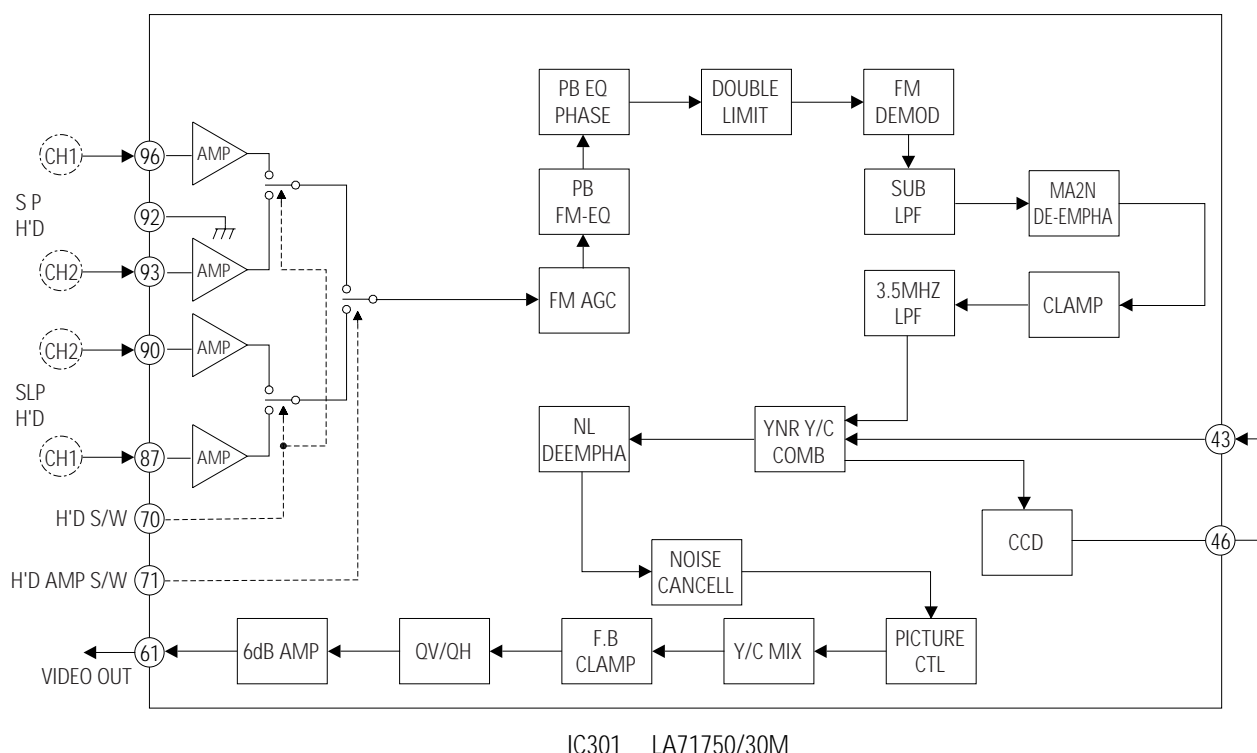 PB EQ
PHASE
DOUBLE
LIMIT
FM
DEMOD
CH1
96
AMP
S P
H'D
92
PB
FM-EQ
SUB
LPF
MA2N
DE-EMPHA
CH2
93
AMP
FM AGC
3.5MHZ
LPF
CLAMP
CH2
90
AMP
SLP
H'D
CH1
87
AMP
NL
DEEMPHA
YNR Y/C
COMB
43
H'D S/W
70
CCD
46
H'D AMP S/W
71
NOISE
CANCELL
61
VIDEO OUT
6dB AMP
QV/QH
F.B
CLAMP
Y/C MIX
PICTURE
CTL
IC301 LA71750/30M